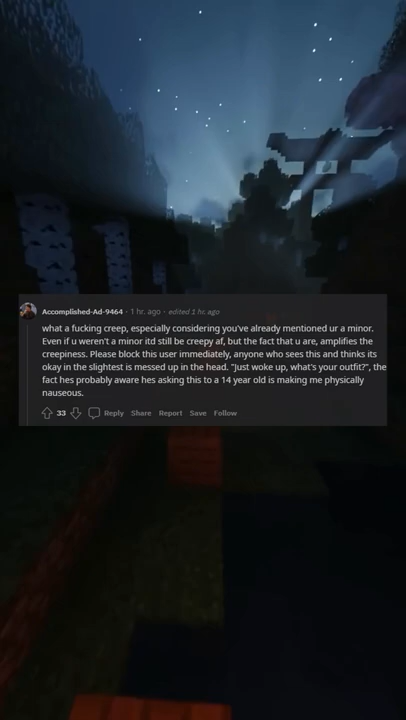 Accomplished-Ad-9464 · 1 hr. ago · edited 1 hr. ago
what a fucking creep, especially considering you've already mentioned ur a minor.
Even if u weren't a minor itd still be creepy af, but the fact that u are, amplifies the
creepiness. Please block this user immediately, anyone who sees this and thinks its
okay in the slightest is messed up in the head. "Just woke up, what's your outfit?", the
fact hes probably aware hes asking this to a 14 year old is making me physically
nauseous.
33 Reply Share Report Save Follow